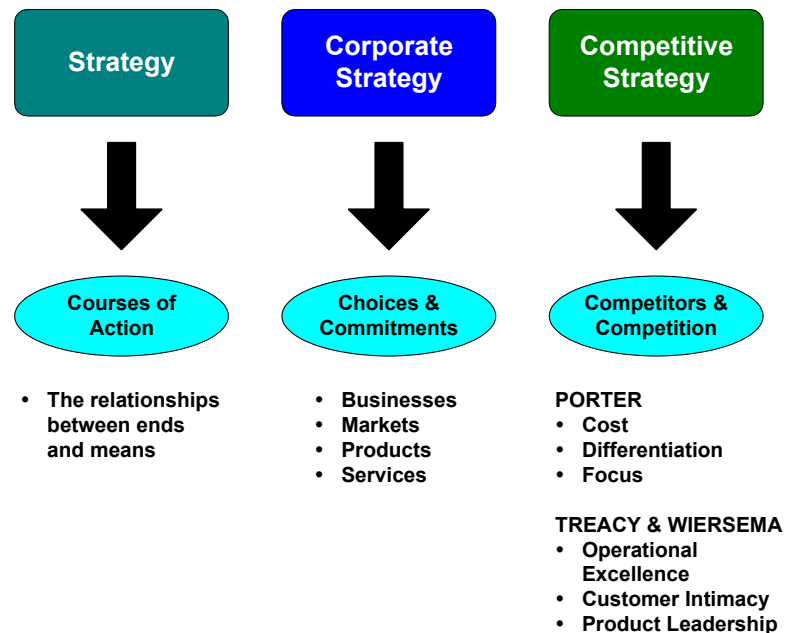 Strategy
Corporate
Strategy
Competitive
Strategy
Courses of
Action
Choices &
Commitments
Competitors &
Competition
• The relationships
between ends
and means
• Businesses
• Markets
• Products
• Services
PORTER
• Cost
• Differentiation
• Focus
TREACY & WIERSEMA
• Operational
Excellence
• Customer Intimacy
• Product Leadership